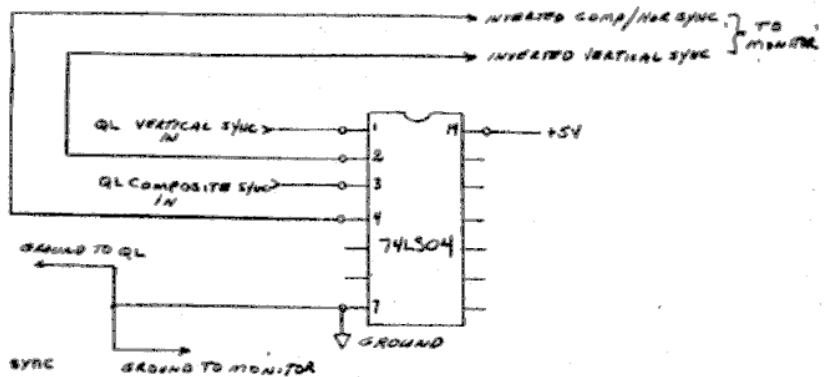 INVERTED COMP/HOR SYNC
INVERTED VERTICAL SYNC
TO
MONITOR
QL VERTICAL SYNC
IN
1
14
+5V
2
QL COMPOSITE SYNC
IN
3
4
74LS04
GROUND TO QL
7
GROUND
SYNC
GROUND TO MONITOR